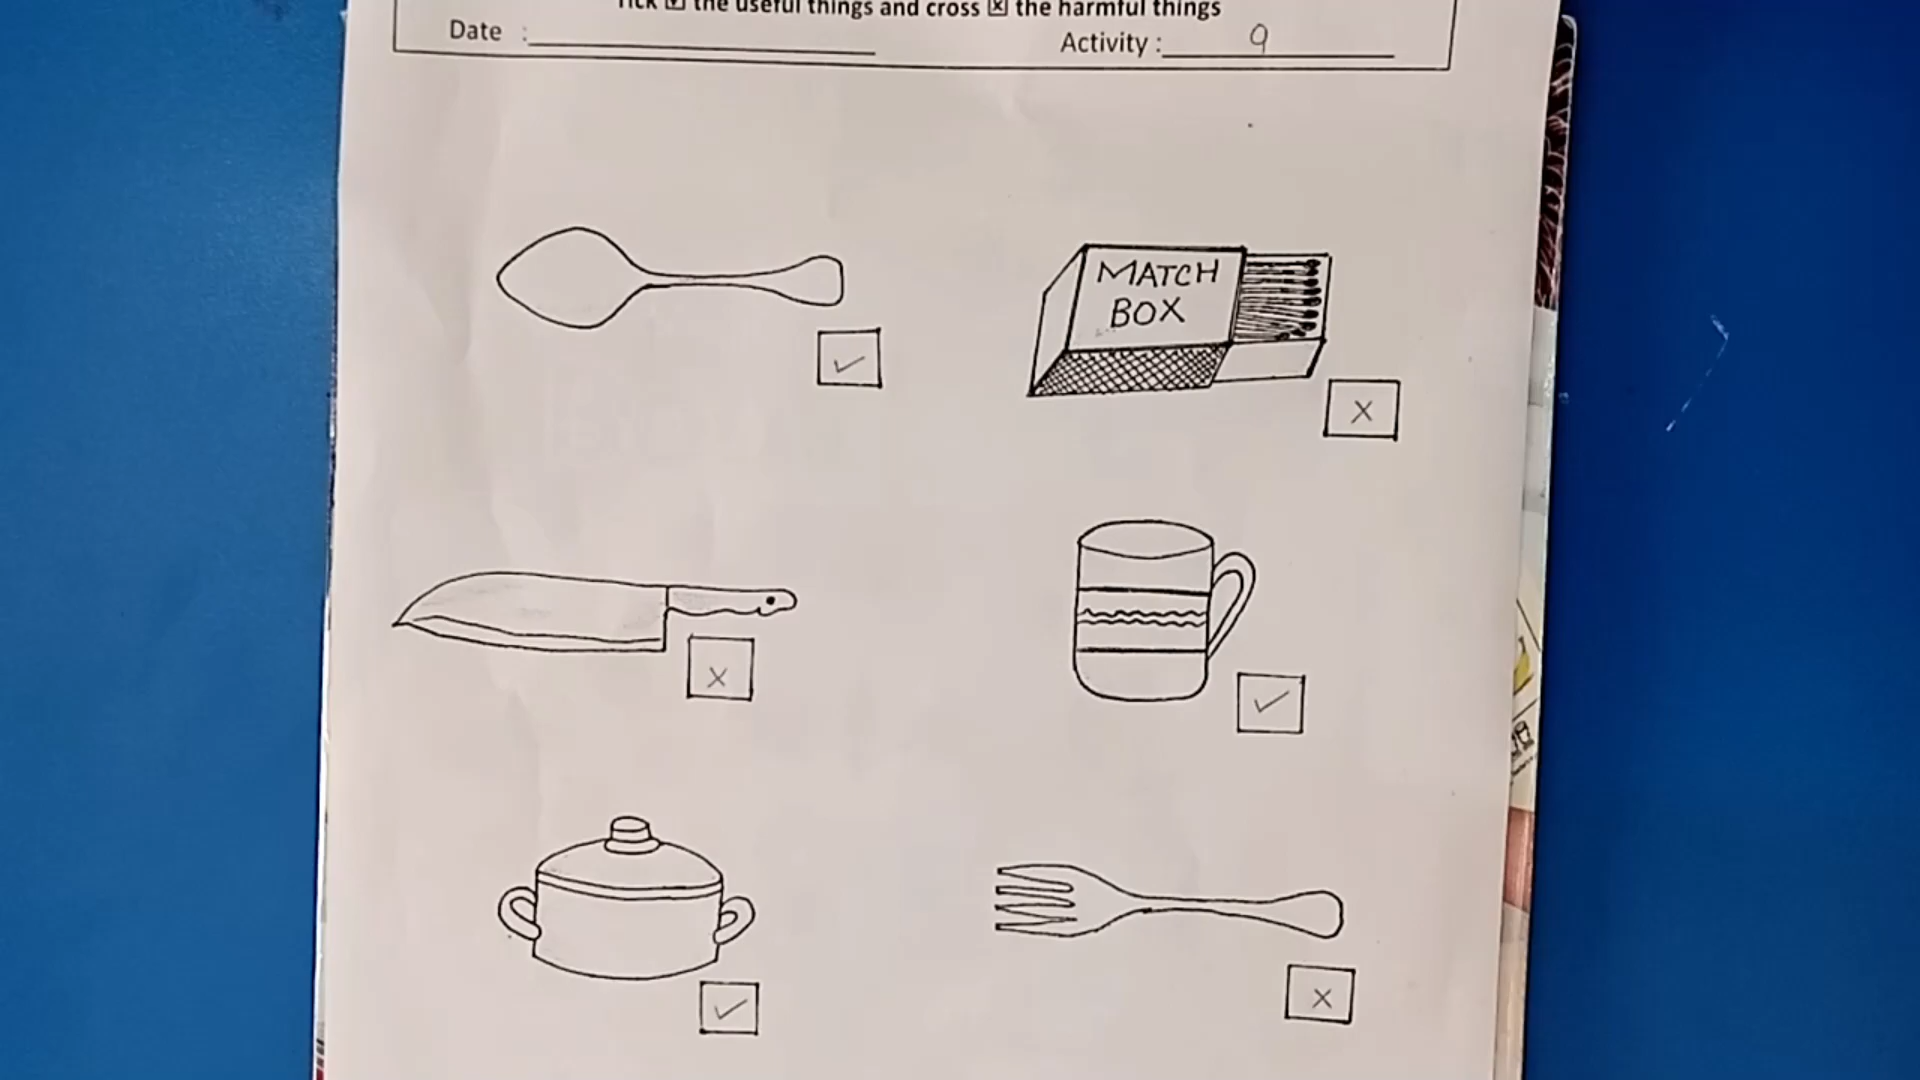 Tick ☑ the useful things and cross ☒ the harmful things
Date : Activity : 9
MATCH
BOX